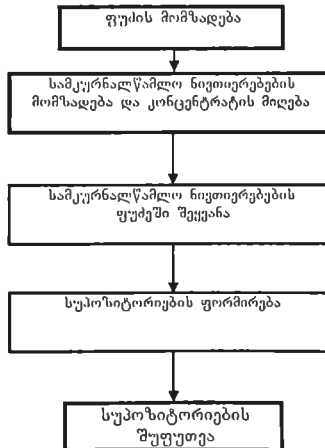 ფუძის მომზადება
სამკურნალწამლო ნივთიერებების
მომზადება და კონცენტრატის მიღება
სამკურნალწამლო ნივთიერებების
ფუძეში შეყვანა
სუპოზიტორიების ფორმირება
სუპოზიტორიების
შეფუთვა